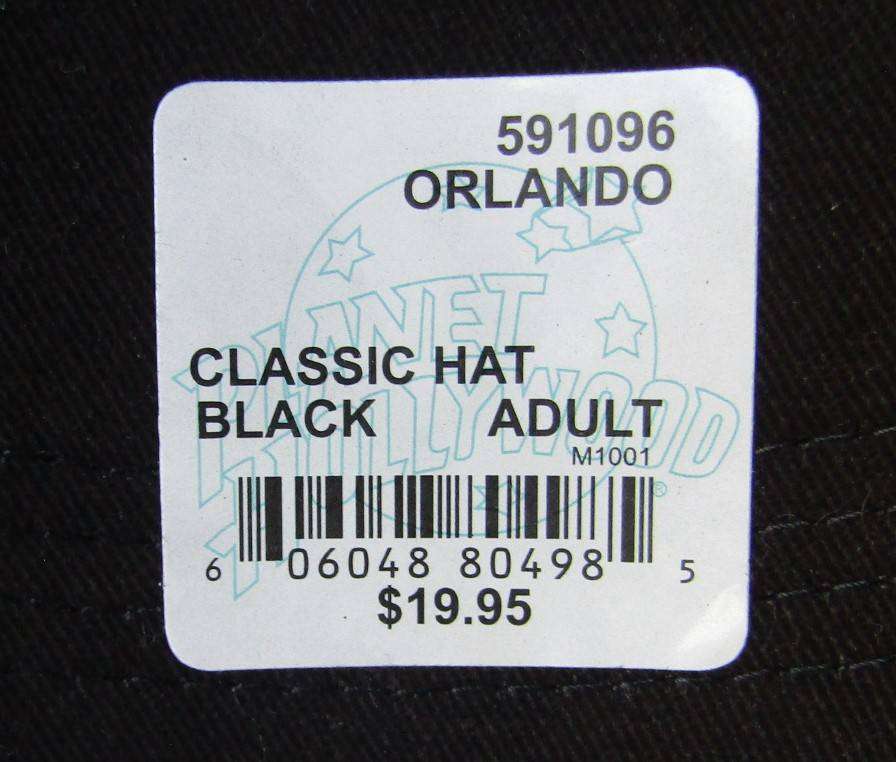 591096
ORLANDO
PLANET
HOLLYWOOD
®
CLASSIC HAT
BLACK ADULT
M1001
6 06048 80498 5
$19.95